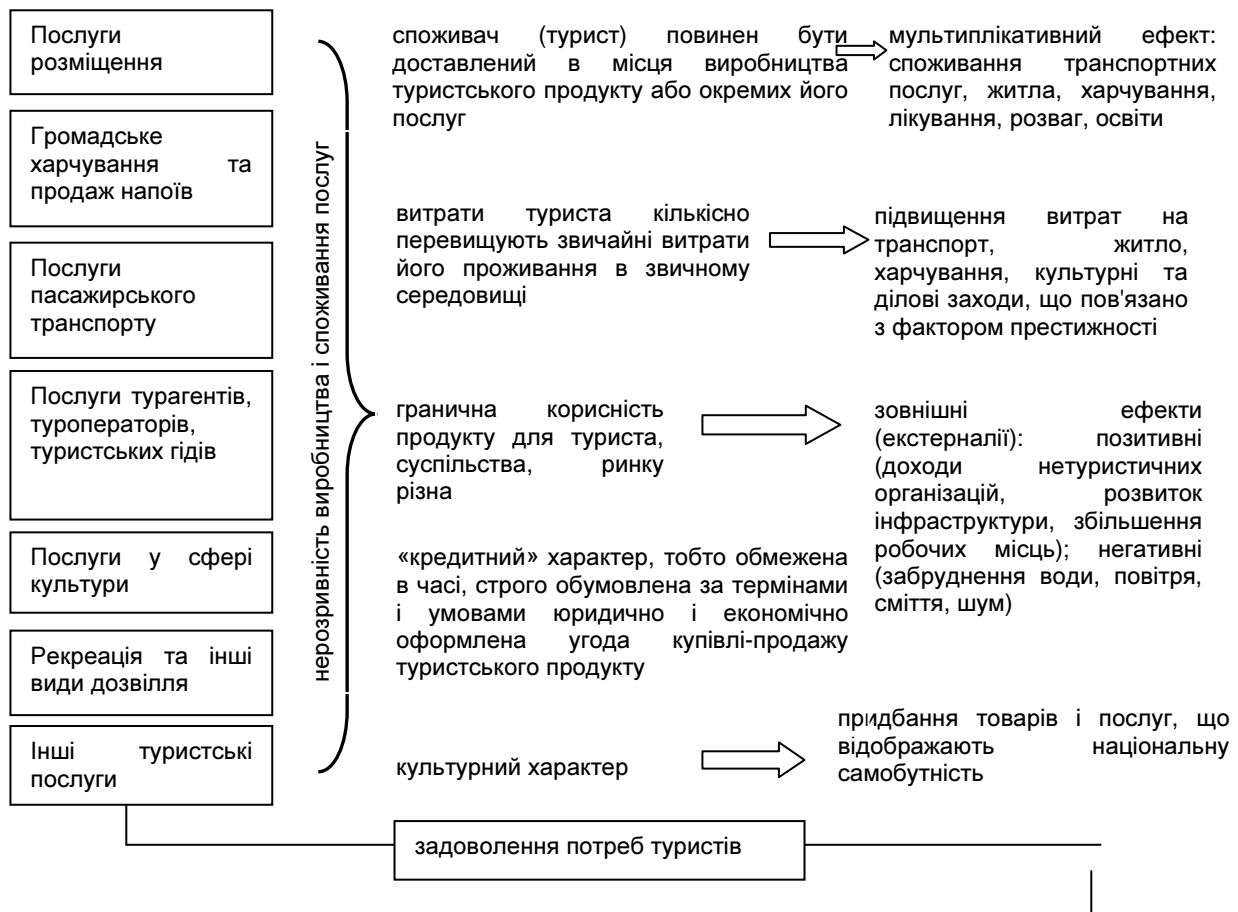 Послуги
розміщення
Громадське
харчування та
продаж напоїв
Послуги
пасажирського
транспорту
Послуги турагентів,
туроператорів,
туристських гідів
Послуги у сфері
культури
Рекреація та інші
види дозвілля
Інші туристські
послуги
нерозривність виробництва і споживання послуг
споживач (турист) повинен бути
доставлений в місця виробництва
туристського продукту або окремих його
послуг
мультиплікативний ефект:
споживання транспортних
послуг, житла, харчування,
лікування, розваг, освіти
витрати туриста кількісно
перевищують звичайні витрати
його проживання в звичному
середовищі
підвищення витрат на
транспорт, житло,
харчування, культурні та
ділові заходи, що пов'язано
з фактором престижності
гранична корисність
продукту для туриста,
суспільства, ринку
різна
зовнішні ефекти
(екстерналії): позитивні
(доходи нетуристичних
організацій, розвиток
інфраструктури, збільшення
робочих місць); негативні
(забруднення води, повітря,
сміття, шум)
«кредитний» характер, тобто обмежена
в часі, строго обумовлена за термінами
і умовами юридично і економічно
оформлена угода купівлі-продажу
туристського продукту
культурний характер
придбання товарів і послуг, що
відображають національну
самобутність
задоволення потреб туристів